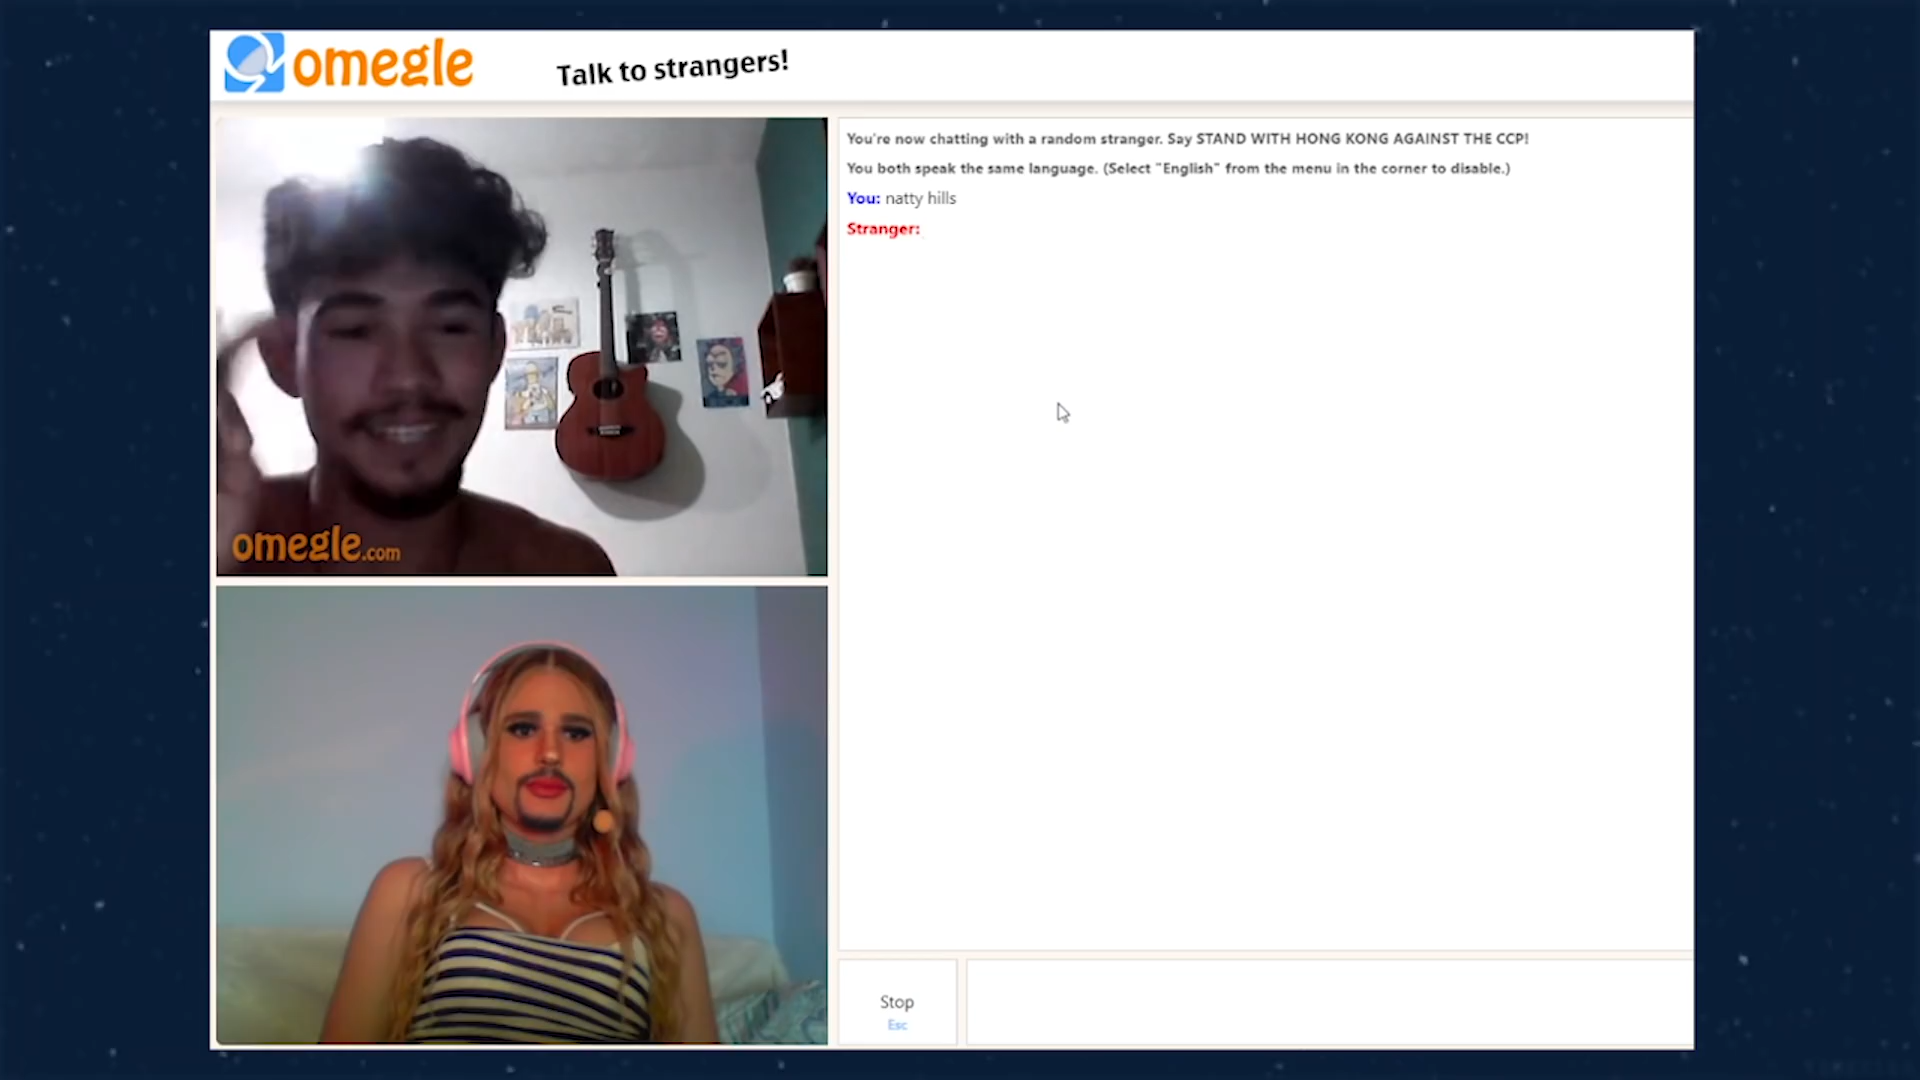 omegle
Talk to strangers!
You're now chatting with a random stranger. Say STAND WITH HONG KONG AGAINST THE CCP!
You both speak the same language. (Select "English" from the menu in the corner to disable.)
You: natty hills
Stranger:
omegle.com
Stop
Esc